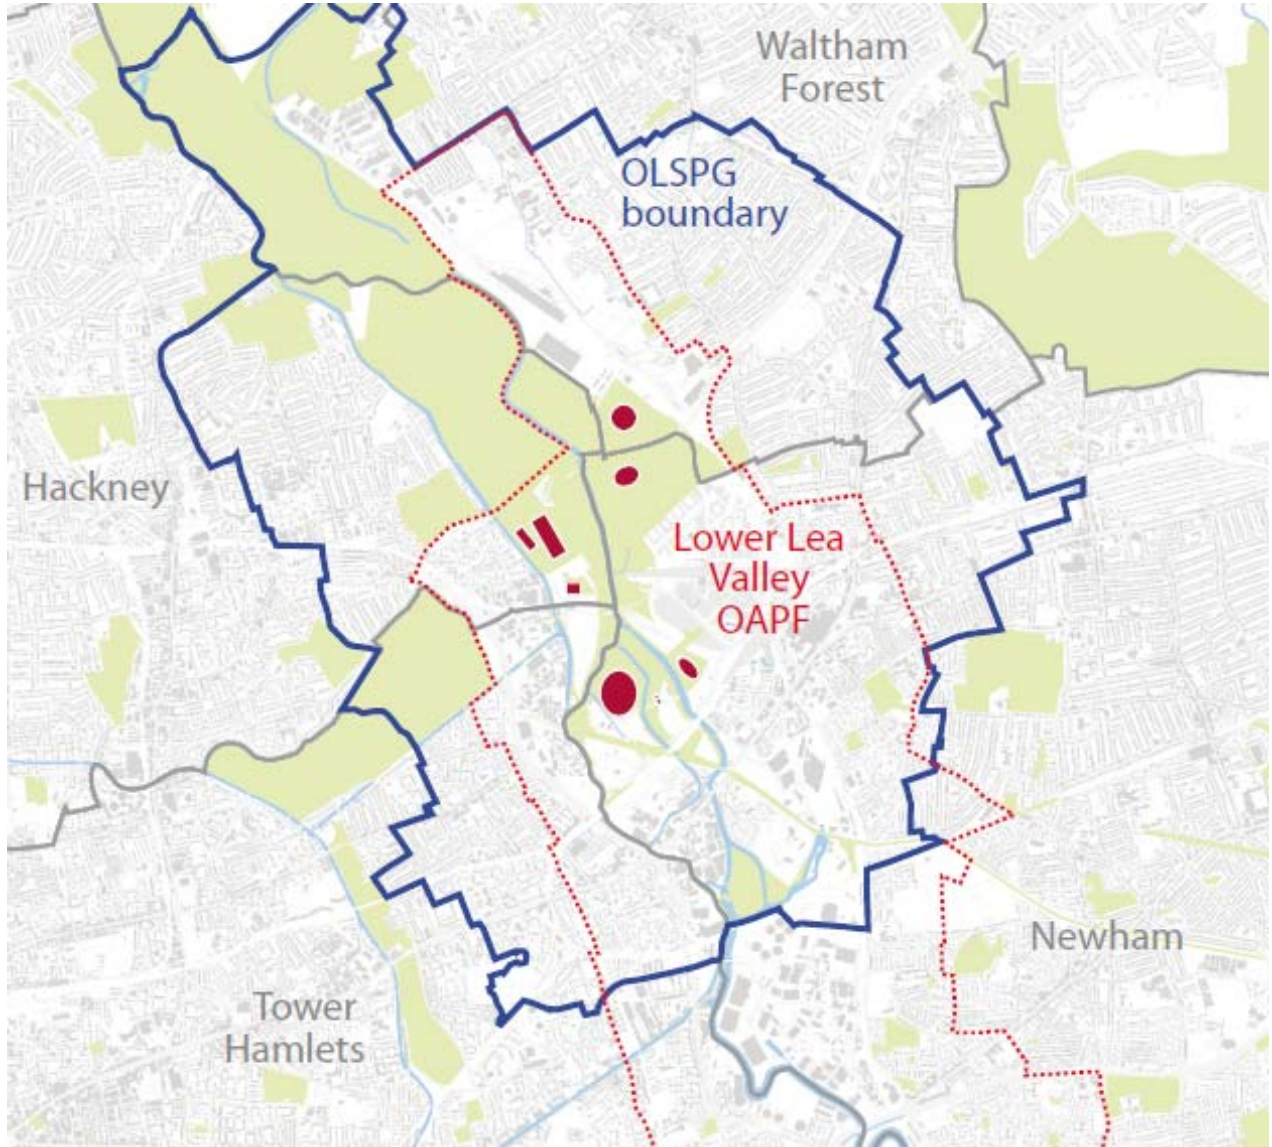 Waltham
Forest
OLSPG
boundary
Hackney
Lower Lea
Valley
OAPF
Newham
Tower
Hamlets